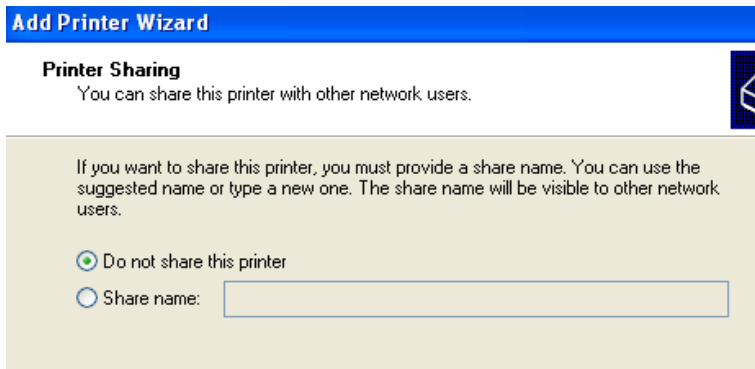 Add Printer Wizard
Printer Sharing
You can share this printer with other network users.
If you want to share this printer, you must provide a share name. You can use the
suggested name or type a new one. The share name will be visible to other network
users.
Do not share this printer
Share name: